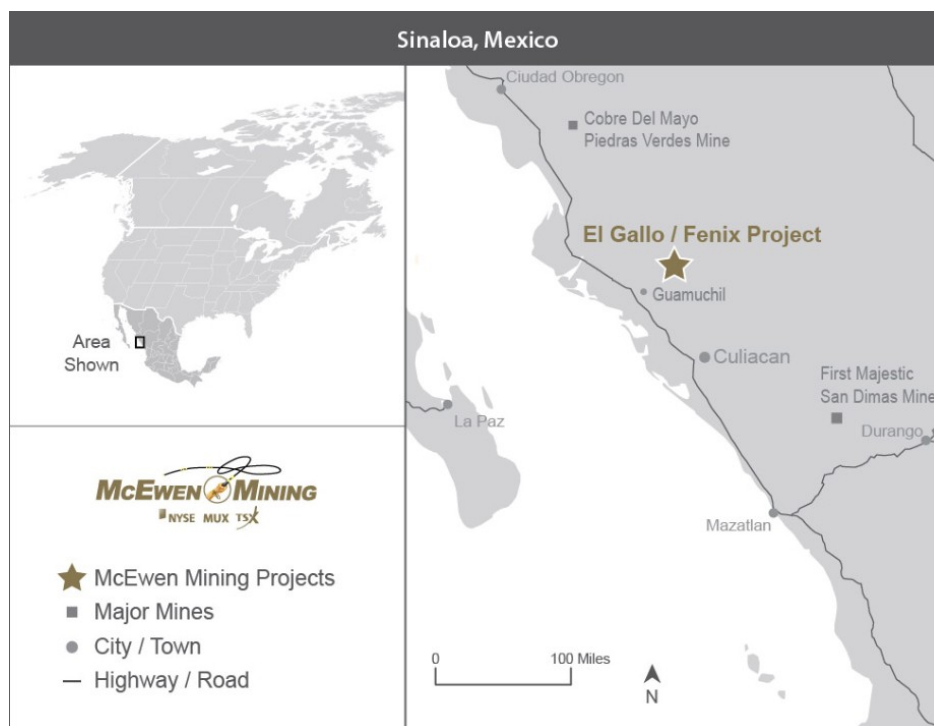 Sinaloa, Mexico
Area
Shown
McEwen Mining
NYSE MUX TSX
McEwen Mining Projects
Major Mines
City / Town
Highway / Road
Ciudad Obregon
Cobre Del Mayo
Piedras Verdes Mine
El Gallo / Fenix Project
Guamuchil
Culiacan
First Majestic
San Dimas Mine
La Paz
Durango
Mazatlan
0 100 Miles
N